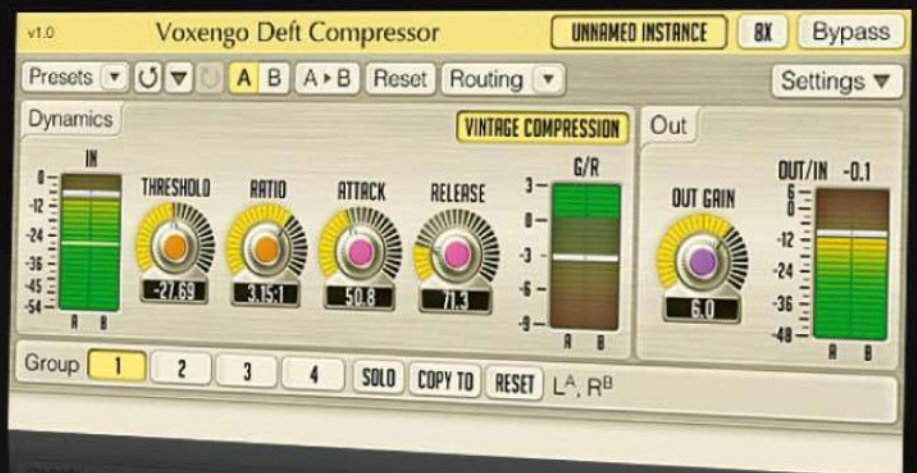 v1.0 Voxengo Deft Compressor UNNAMED INSTANCE 8X Bypass
Presets A B A ▸ B Reset Routing Settings
Dynamics VINTAGE COMPRESSION Out
IN G/R OUT/IN -0.1
THRESHOLD RATIO ATTACK RELEASE OUT GAIN
0 -12 -24 -36 -45 -54
3 0 -3 -6 -9
6 0 -12 -24 -36 -48
-27.69 3.15:1 50.8 71.3 6.0
A B A B A B
Group 1 2 3 4 SOLO COPY TO RESET Lᴬ, Rᴮ